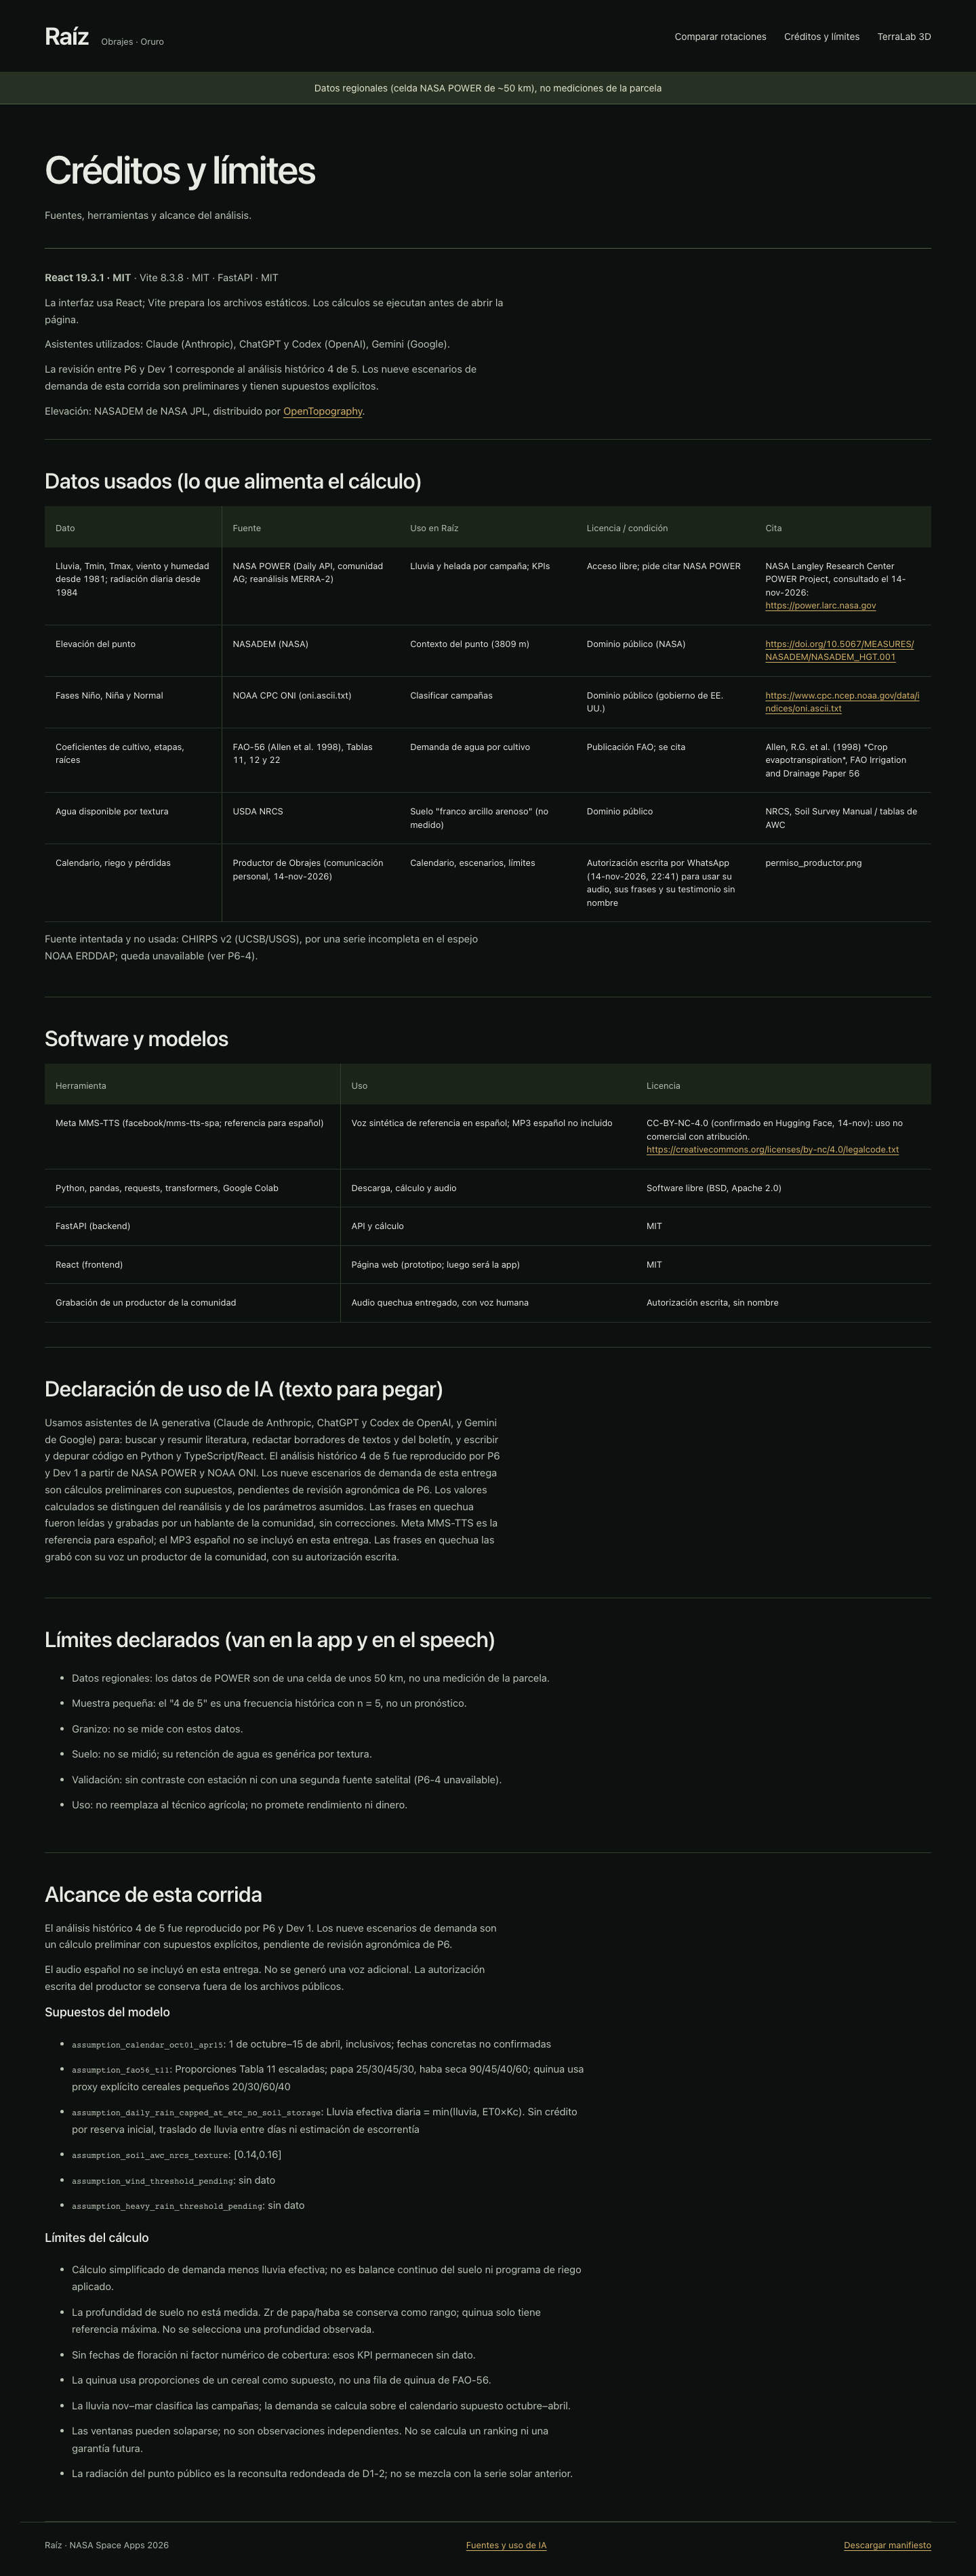 Raíz Obrajes · Oruro Comparar rotaciones Créditos y límites TerraLab 3D
Datos regionales (celda NASA POWER de ~50 km), no mediciones de la parcela
Créditos y límites
Fuentes, herramientas y alcance del análisis.
React 19.3.1 · MIT · Vite 8.3.8 · MIT · FastAPI · MIT
La interfaz usa React; Vite prepara los archivos estáticos. Los cálculos se ejecutan antes de abrir la
página.
Asistentes utilizados: Claude (Anthropic), ChatGPT y Codex (OpenAI), Gemini (Google).
La revisión entre P6 y Dev 1 corresponde al análisis histórico 4 de 5. Los nueve escenarios de
demanda de esta corrida son preliminares y tienen supuestos explícitos.
Elevación: NASADEM de NASA JPL, distribuido por OpenTopography.
Datos usados (lo que alimenta el cálculo)
Dato Fuente Uso en Raíz Licencia / condición Cita
Lluvia, Tmin, Tmax, viento y humedad
desde 1981; radiación diaria desde
1984
NASA POWER (Daily API, comunidad
AG; reanálisis MERRA-2)
Lluvia y helada por campaña; KPIs
Acceso libre; pide citar NASA POWER
NASA Langley Research Center
POWER Project, consultado el 14-
nov-2026:
https://power.larc.nasa.gov
Elevación del punto
NASADEM (NASA)
Contexto del punto (3809 m)
Dominio público (NASA)
https://doi.org/10.5067/MEASURES/
NASADEM/NASADEM_HGT.001
Fases Niño, Niña y Normal
NOAA CPC ONI (oni.ascii.txt)
Clasificar campañas
Dominio público (gobierno de EE.
UU.)
https://www.cpc.ncep.noaa.gov/data/i
ndices/oni.ascii.txt
Coeficientes de cultivo, etapas,
raíces
FAO-56 (Allen et al. 1998), Tablas
11, 12 y 22
Demanda de agua por cultivo
Publicación FAO; se cita
Allen, R.G. et al. (1998) *Crop
evapotranspiration*, FAO Irrigation
and Drainage Paper 56
Agua disponible por textura
USDA NRCS
Suelo "franco arcillo arenoso" (no
medido)
Dominio público
NRCS, Soil Survey Manual / tablas de
AWC
Calendario, riego y pérdidas
Productor de Obrajes (comunicación
personal, 14-nov-2026)
Calendario, escenarios, límites
Autorización escrita por WhatsApp
(14-nov-2026, 22:41) para usar su
audio, sus frases y su testimonio sin
nombre
permiso_productor.png
Fuente intentada y no usada: CHIRPS v2 (UCSB/USGS), por una serie incompleta en el espejo
NOAA ERDDAP; queda unavailable (ver P6-4).
Software y modelos
Herramienta Uso Licencia
Meta MMS-TTS (facebook/mms-tts-spa; referencia para español)
Voz sintética de referencia en español; MP3 español no incluido
CC-BY-NC-4.0 (confirmado en Hugging Face, 14-nov): uso no
comercial con atribución.
https://creativecommons.org/licenses/by-nc/4.0/legalcode.txt
Python, pandas, requests, transformers, Google Colab Descarga, cálculo y audio Software libre (BSD, Apache 2.0)
FastAPI (backend) API y cálculo MIT
React (frontend) Página web (prototipo; luego será la app) MIT
Grabación de un productor de la comunidad Audio quechua entregado, con voz humana Autorización escrita, sin nombre
Declaración de uso de IA (texto para pegar)
Usamos asistentes de IA generativa (Claude de Anthropic, ChatGPT y Codex de OpenAI, y Gemini
de Google) para: buscar y resumir literatura, redactar borradores de textos y del boletín, y escribir
y depurar código en Python y TypeScript/React. El análisis histórico 4 de 5 fue reproducido por P6
y Dev 1 a partir de NASA POWER y NOAA ONI. Los nueve escenarios de demanda de esta entrega
son cálculos preliminares con supuestos, pendientes de revisión agronómica de P6. Los valores
calculados se distinguen del reanálisis y de los parámetros asumidos. Las frases en quechua
fueron leídas y grabadas por un hablante de la comunidad, sin correcciones. Meta MMS-TTS es la
referencia para español; el MP3 español no se incluyó en esta entrega. Las frases en quechua las
grabó con su voz un productor de la comunidad, con su autorización escrita.
Límites declarados (van en la app y en el speech)
• Datos regionales: los datos de POWER son de una celda de unos 50 km, no una medición de la parcela.
• Muestra pequeña: el "4 de 5" es una frecuencia histórica con n = 5, no un pronóstico.
• Granizo: no se mide con estos datos.
• Suelo: no se midió; su retención de agua es genérica por textura.
• Validación: sin contraste con estación ni con una segunda fuente satelital (P6-4 unavailable).
• Uso: no reemplaza al técnico agrícola; no promete rendimiento ni dinero.
Alcance de esta corrida
El análisis histórico 4 de 5 fue reproducido por P6 y Dev 1. Los nueve escenarios de demanda son
un cálculo preliminar con supuestos explícitos, pendiente de revisión agronómica de P6.
El audio español no se incluyó en esta entrega. No se generó una voz adicional. La autorización
escrita del productor se conserva fuera de los archivos públicos.
Supuestos del modelo
• assumption_calendar_oct01_apr15: 1 de octubre–15 de abril, inclusivos; fechas concretas no confirmadas
• assumption_fao56_t11: Proporciones Tabla 11 escaladas; papa 25/30/45/30, haba seca 90/45/40/60; quinua usa
proxy explícito cereales pequeños 20/30/60/40
• assumption_daily_rain_capped_at_etc_no_soil_storage: Lluvia efectiva diaria = min(lluvia, ET0×Kc). Sin crédito
por reserva inicial, traslado de lluvia entre días ni estimación de escorrentía
• assumption_soil_awc_nrcs_texture: [0.14,0.16]
• assumption_wind_threshold_pending: sin dato
• assumption_heavy_rain_threshold_pending: sin dato
Límites del cálculo
• Cálculo simplificado de demanda menos lluvia efectiva; no es balance continuo del suelo ni programa de riego
aplicado.
• La profundidad de suelo no está medida. Zr de papa/haba se conserva como rango; quinua solo tiene
referencia máxima. No se selecciona una profundidad observada.
• Sin fechas de floración ni factor numérico de cobertura: esos KPI permanecen sin dato.
• La quinua usa proporciones de un cereal como supuesto, no una fila de quinua de FAO-56.
• La lluvia nov–mar clasifica las campañas; la demanda se calcula sobre el calendario supuesto octubre–abril.
• Las ventanas pueden solaparse; no son observaciones independientes. No se calcula un ranking ni una
garantía futura.
• La radiación del punto público es la reconsulta redondeada de D1-2; no se mezcla con la serie solar anterior.
Raíz · NASA Space Apps 2026 Fuentes y uso de IA Descargar manifiesto